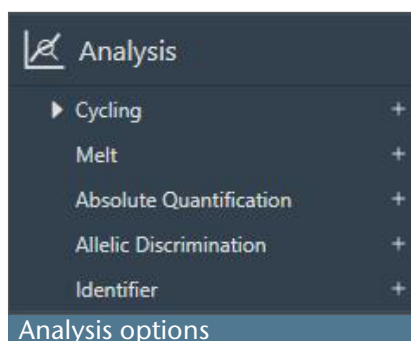 Analysis
Cycling +
Melt +
Absolute Quantification +
Allelic Discrimination +
Identifier +
Analysis options